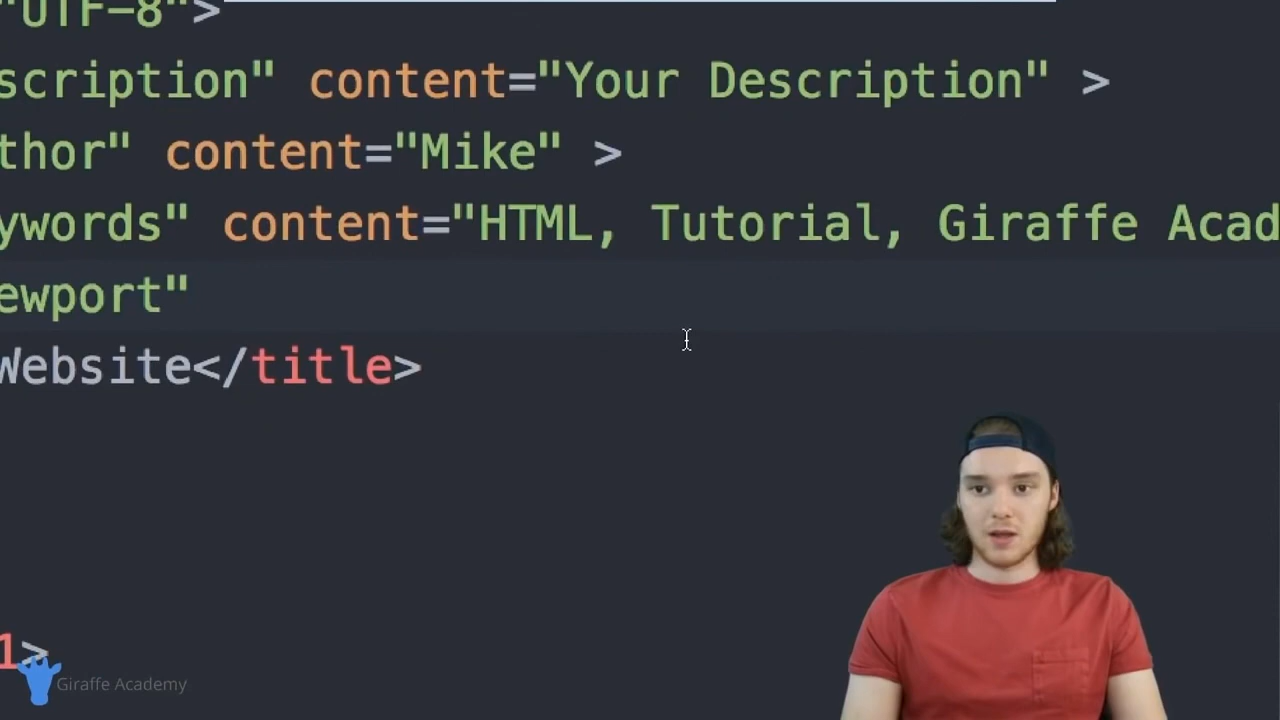 "UTF-8">
scription" content="Your Description" >
thor" content="Mike" >
ywords" content="HTML, Tutorial, Giraffe Acad
ewport"
Website</title>
1>
Giraffe Academy